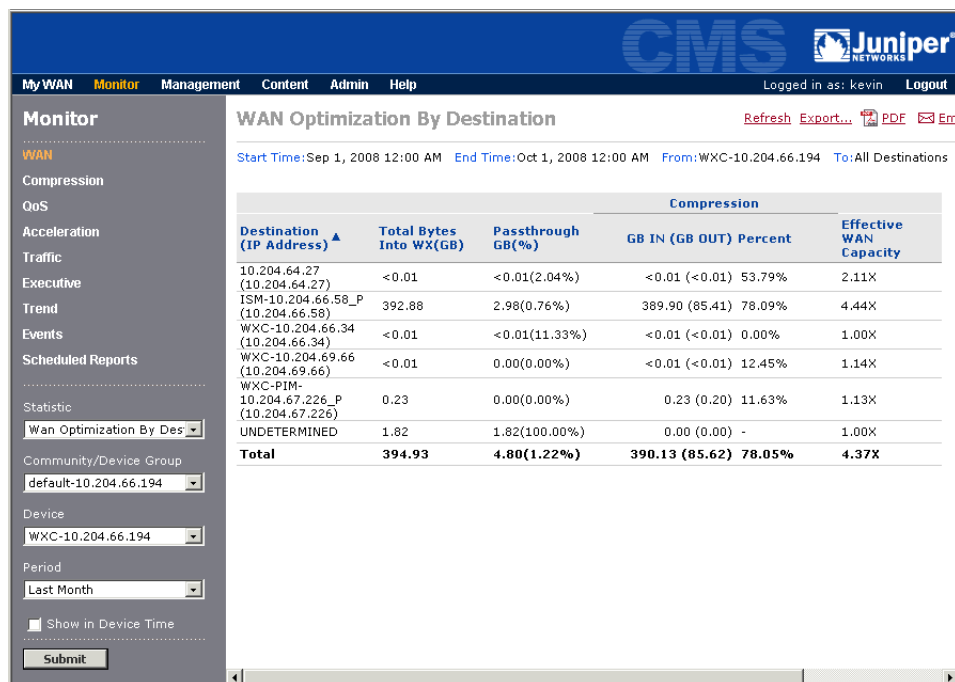 CMS
Juniper
NETWORKS
My WAN Monitor Management Content Admin Help Logged in as: kevin Logout
Monitor
WAN
Compression
QoS
Acceleration
Traffic
Executive
Trend
Events
Scheduled Reports
Statistic
Wan Optimization By Des
Community/Device Group
default-10.204.66.194
Device
WXC-10.204.66.194
Period
Last Month
Show in Device Time
Submit
WAN Optimization By Destination Refresh Export... PDF Em
Start Time:Sep 1, 2008 12:00 AM End Time:Oct 1, 2008 12:00 AM From:WXC-10.204.66.194 To:All Destinations
Compression
Destination Total Bytes Passthrough Effective
(IP Address) Into WX(GB) GB(%) GB IN (GB OUT) Percent WAN
Capacity
10.204.64.27
(10.204.64.27) <0.01 <0.01(2.04%) <0.01 (<0.01) 53.79% 2.11X
ISM-10.204.66.58_P
(10.204.66.58) 392.88 2.98(0.76%) 389.90 (85.41) 78.09% 4.44X
WXC-10.204.66.34
(10.204.66.34) <0.01 <0.01(11.33%) <0.01 (<0.01) 0.00% 1.00X
WXC-10.204.69.66
(10.204.69.66) <0.01 0.00(0.00%) <0.01 (<0.01) 12.45% 1.14X
WXC-PIM-
10.204.67.226_P 0.23 0.00(0.00%) 0.23 (0.20) 11.63% 1.13X
(10.204.67.226)
UNDETERMINED 1.82 1.82(100.00%) 0.00 (0.00) - 1.00X
Total 394.93 4.80(1.22%) 390.13 (85.62) 78.05% 4.37X